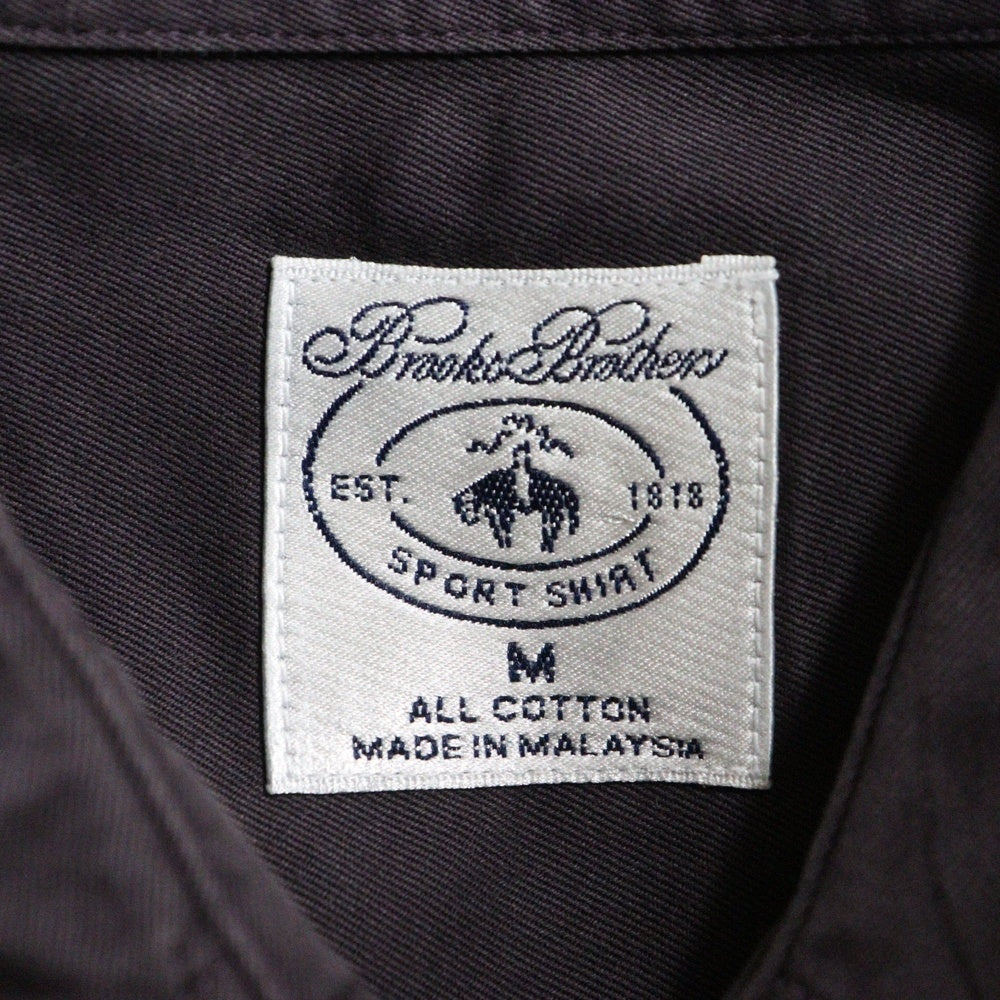 Brooks Brothers
EST. 1818
SPORT SHIRT
M
ALL COTTON
MADE IN MALAYSIA